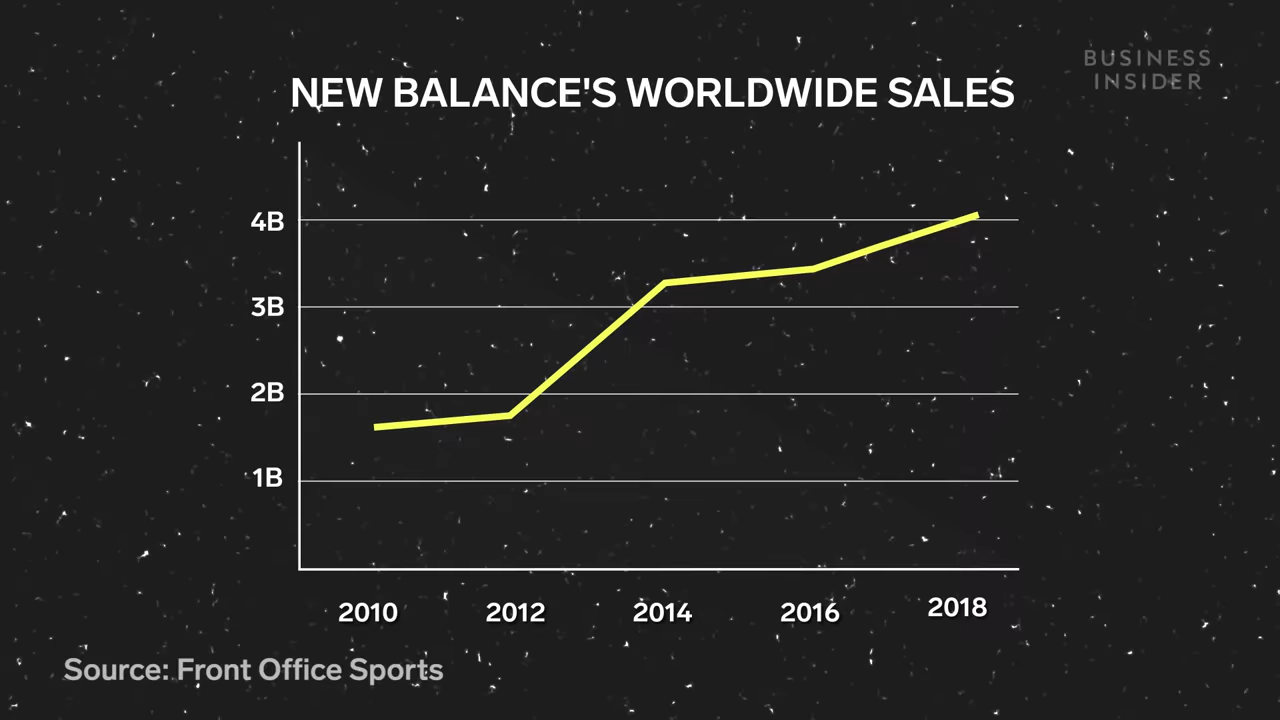 BUSINESS
INSIDER
NEW BALANCE'S WORLDWIDE SALES
4B
3B
2B
1B
2010 2012 2014 2016 2018
Source: Front Office Sports